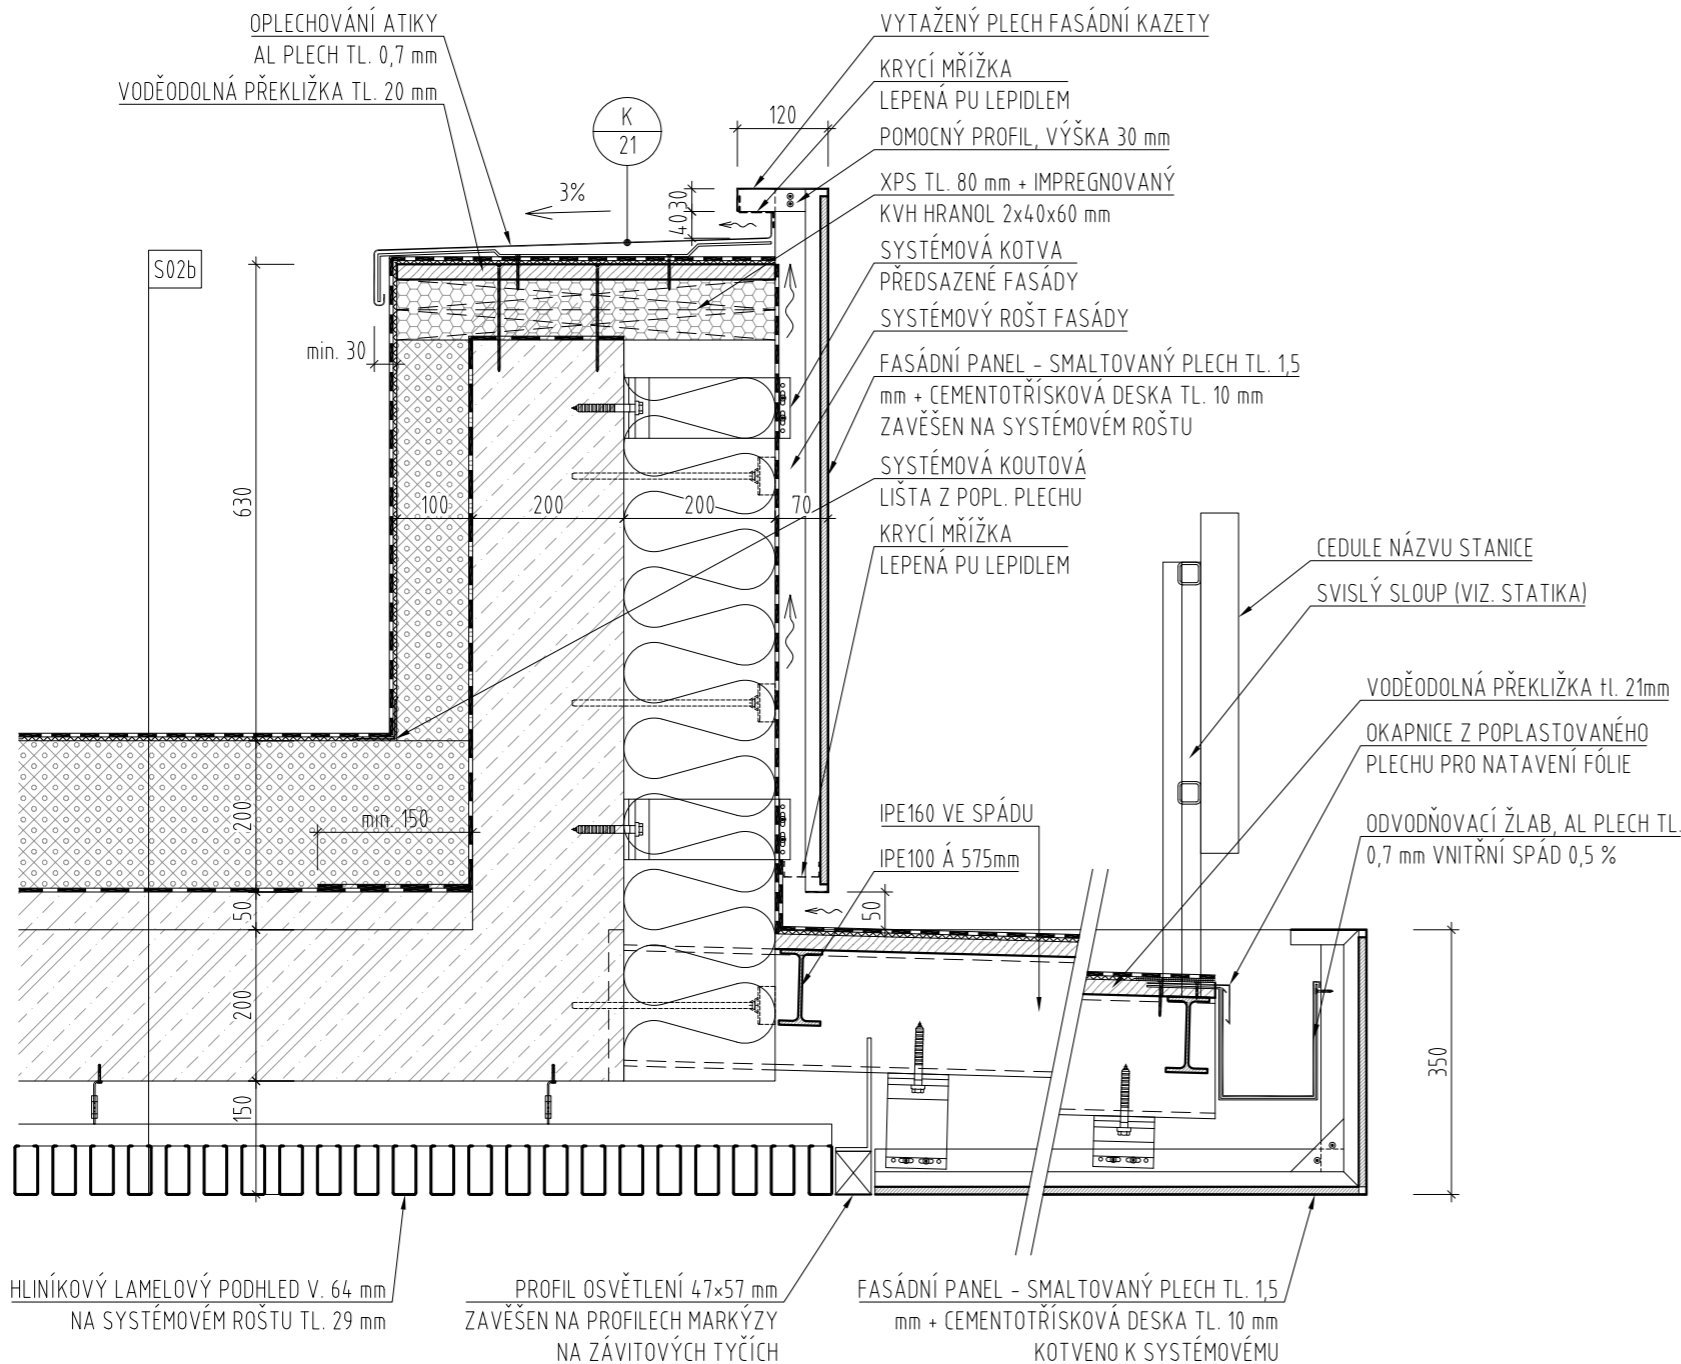 OPLECHOVÁNÍ ATIKY
AL PLECH TL. 0,7 mm
VODĚODOLNÁ PŘEKLIŽKA TL. 20 mm
K
21
3%
120
40
30
VYTAŽENÝ PLECH FASÁDNÍ KAZETY
KRYCÍ MŘÍŽKA
LEPENÁ PU LEPIDLEM
POMOCNÝ PROFIL, VÝŠKA 30 mm
XPS TL. 80 mm + IMPREGNOVANÝ
KVH HRANOL 2x40x60 mm
SYSTÉMOVÁ KOTVA
PŘEDSAZENÉ FASÁDY
SYSTÉMOVÝ ROŠT FASÁDY
FASÁDNÍ PANEL - SMALTOVANÝ PLECH TL. 1,5
mm + CEMENTOTŘÍSKOVÁ DESKA TL. 10 mm
ZAVĚŠEN NA SYSTÉMOVÉM ROŠTU
SYSTÉMOVÁ KOUTOVÁ
LIŠTA Z POPL. PLECHU
KRYCÍ MŘÍŽKA
LEPENÁ PU LEPIDLEM
S02b
min. 30
630
100
200
200
70
CEDULE NÁZVU STANICE
SVISLÝ SLOUP (VIZ. STATIKA)
VODĚODOLNÁ PŘEKLIŽKA tl. 21mm
OKAPNICE Z POPLASTOVANÉHO
PLECHU PRO NATAVENÍ FÓLIE
ODVODŇOVACÍ ŽLAB, AL PLECH TL.
0,7 mm VNITŘNÍ SPÁD 0,5 %
IPE160 VE SPÁDU
IPE100 Á 575mm
200
min. 150
50
50
200
150
350
HLINÍKOVÝ LAMELOVÝ PODHLED V. 64 mm
NA SYSTÉMOVÉM ROŠTU TL. 29 mm
PROFIL OSVĚTLENÍ 47×57 mm
ZAVĚŠEN NA PROFILECH MARKÝZY
NA ZÁVITOVÝCH TYČÍCH
FASÁDNÍ PANEL - SMALTOVANÝ PLECH TL. 1,5
mm + CEMENTOTŘÍSKOVÁ DESKA TL. 10 mm
KOTVENO K SYSTÉMOVÉMU